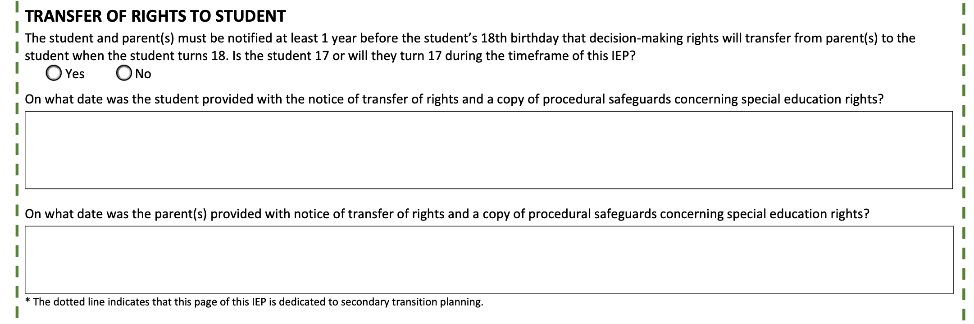 TRANSFER OF RIGHTS TO STUDENT
The student and parent(s) must be notified at least 1 year before the student's 18th birthday that decision-making rights will transfer from parent(s) to the
student when the student turns 18. Is the student 17 or will they turn 17 during the timeframe of this IEP?
Yes No
On what date was the student provided with the notice of transfer of rights and a copy of procedural safeguards concerning special education rights?
On what date was the parent(s) provided with notice of transfer of rights and a copy of procedural safeguards concerning special education rights?
* The dotted line indicates that this page of this IEP is dedicated to secondary transition planning.